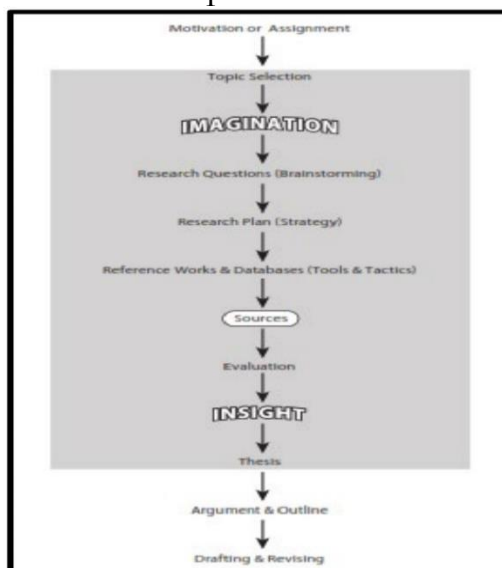 Motivation or Assignment
Topic Selection
IMAGINATION
Research Questions (Brainstorming)
Research Plan (Strategy)
Reference Works & Databases (Tools & Tactics)
Sources
Evaluation
INSIGHT
Thesis
Argument & Outline
Drafting & Revising